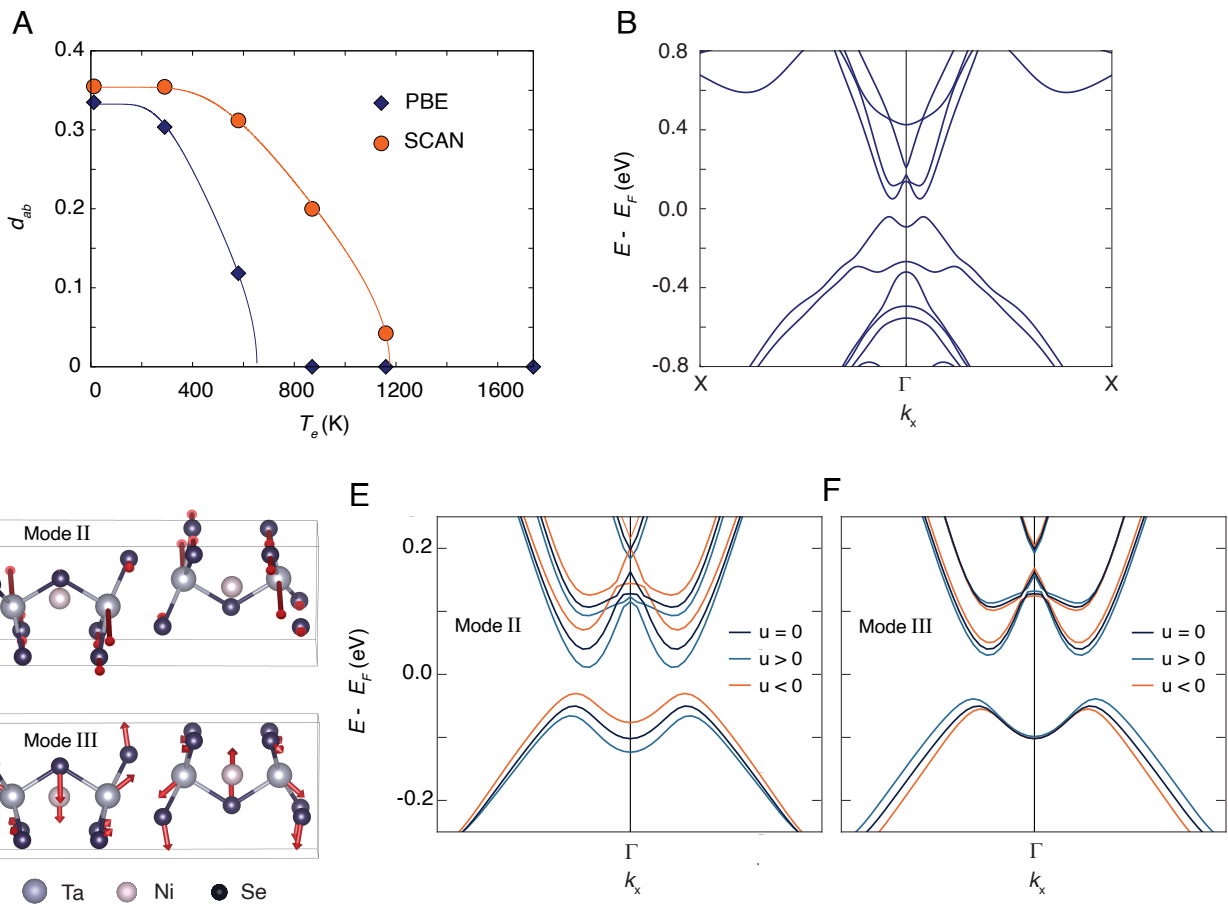 A
0.4
0.3
0.2
0.1
0
d_ab
0
400
800
1200
1600
T_e (K)
PBE
SCAN
B
0.8
0.4
0.0
-0.4
-0.8
E - E_F (eV)
X
Γ
X
k_x
Mode II
Mode III
Ta
Ni
Se
E
0.2
0.0
-0.2
E - E_F (eV)
Mode II
u = 0
u > 0
u < 0
Γ
k_x
F
Mode III
u = 0
u > 0
u < 0
Γ
k_x